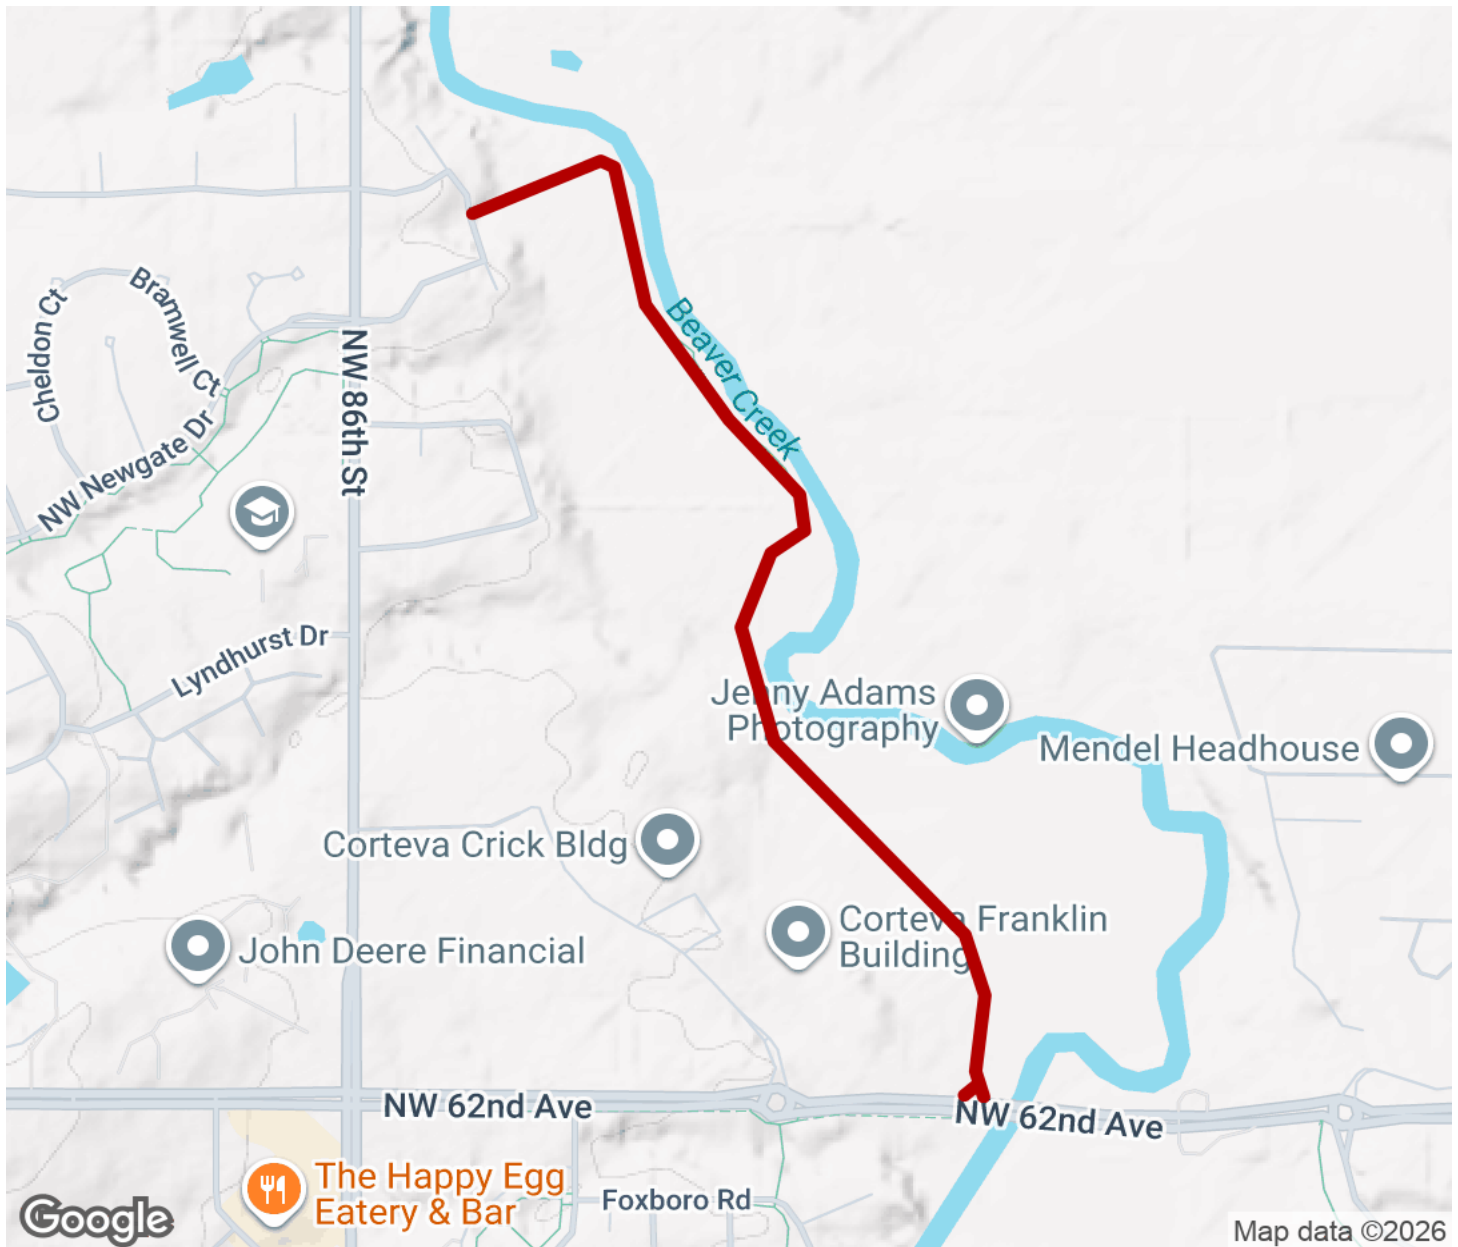 Bramwell Ct
Cheldon Ct
Beaver Creek
NW 86th St
NW Newgate Dr
Lyndhurst Dr
Jenny Adams
Photography
Mendel Headhouse
Corteva Crick Bldg
Corteva Franklin
Building
John Deere Financial
NW 62nd Ave
NW 62nd Ave
The Happy Egg
Eatery & Bar
Foxboro Rd
Google
Map data ©2026